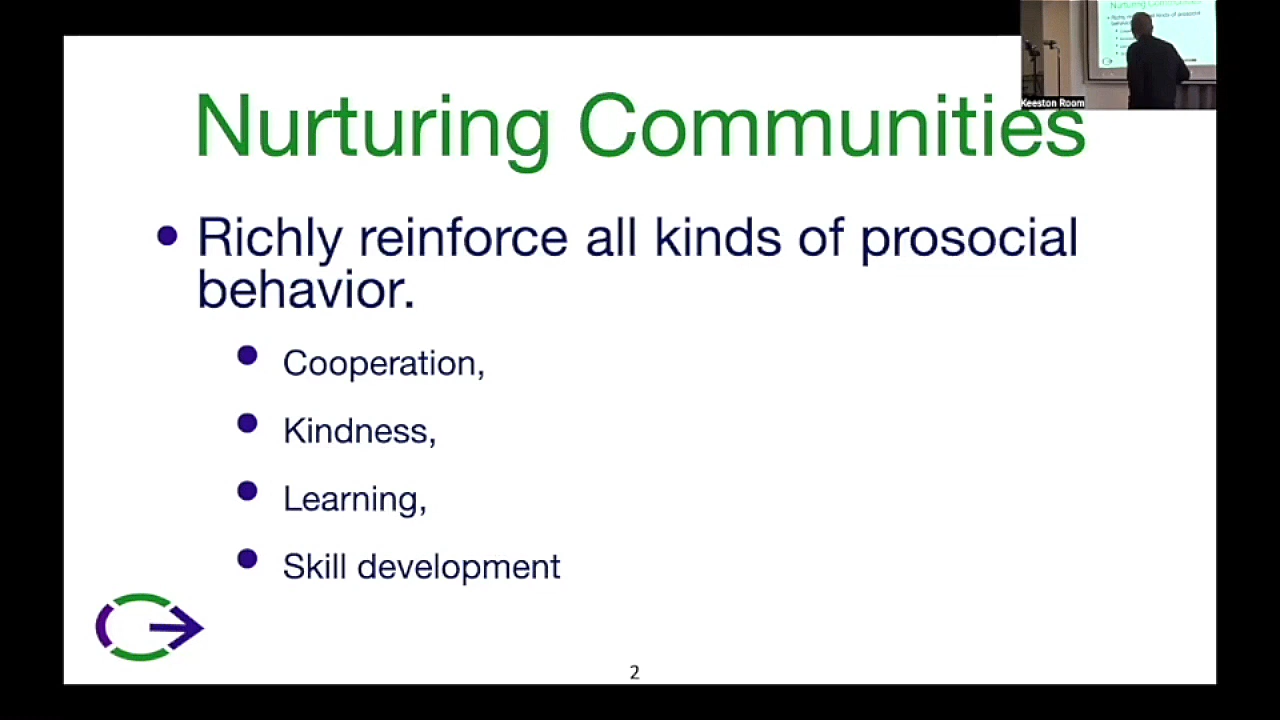 Nurturing Communities
Keeston Room
• Richly reinforce all kinds of prosocial
behavior.
• Cooperation,
• Kindness,
• Learning,
• Skill development
2